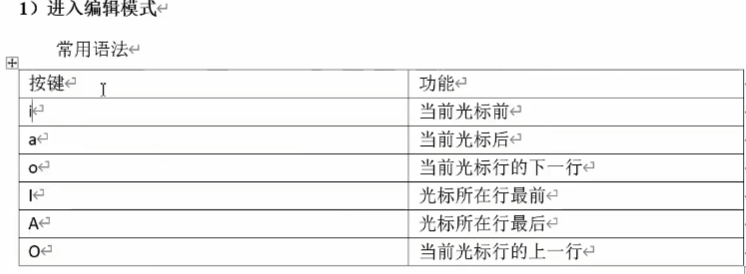 1）进入编辑模式
常用语法
按键 功能
i 当前光标前
a 当前光标后
o 当前光标行的下一行
I 光标所在行最前
A 光标所在行最后
O 当前光标行的上一行